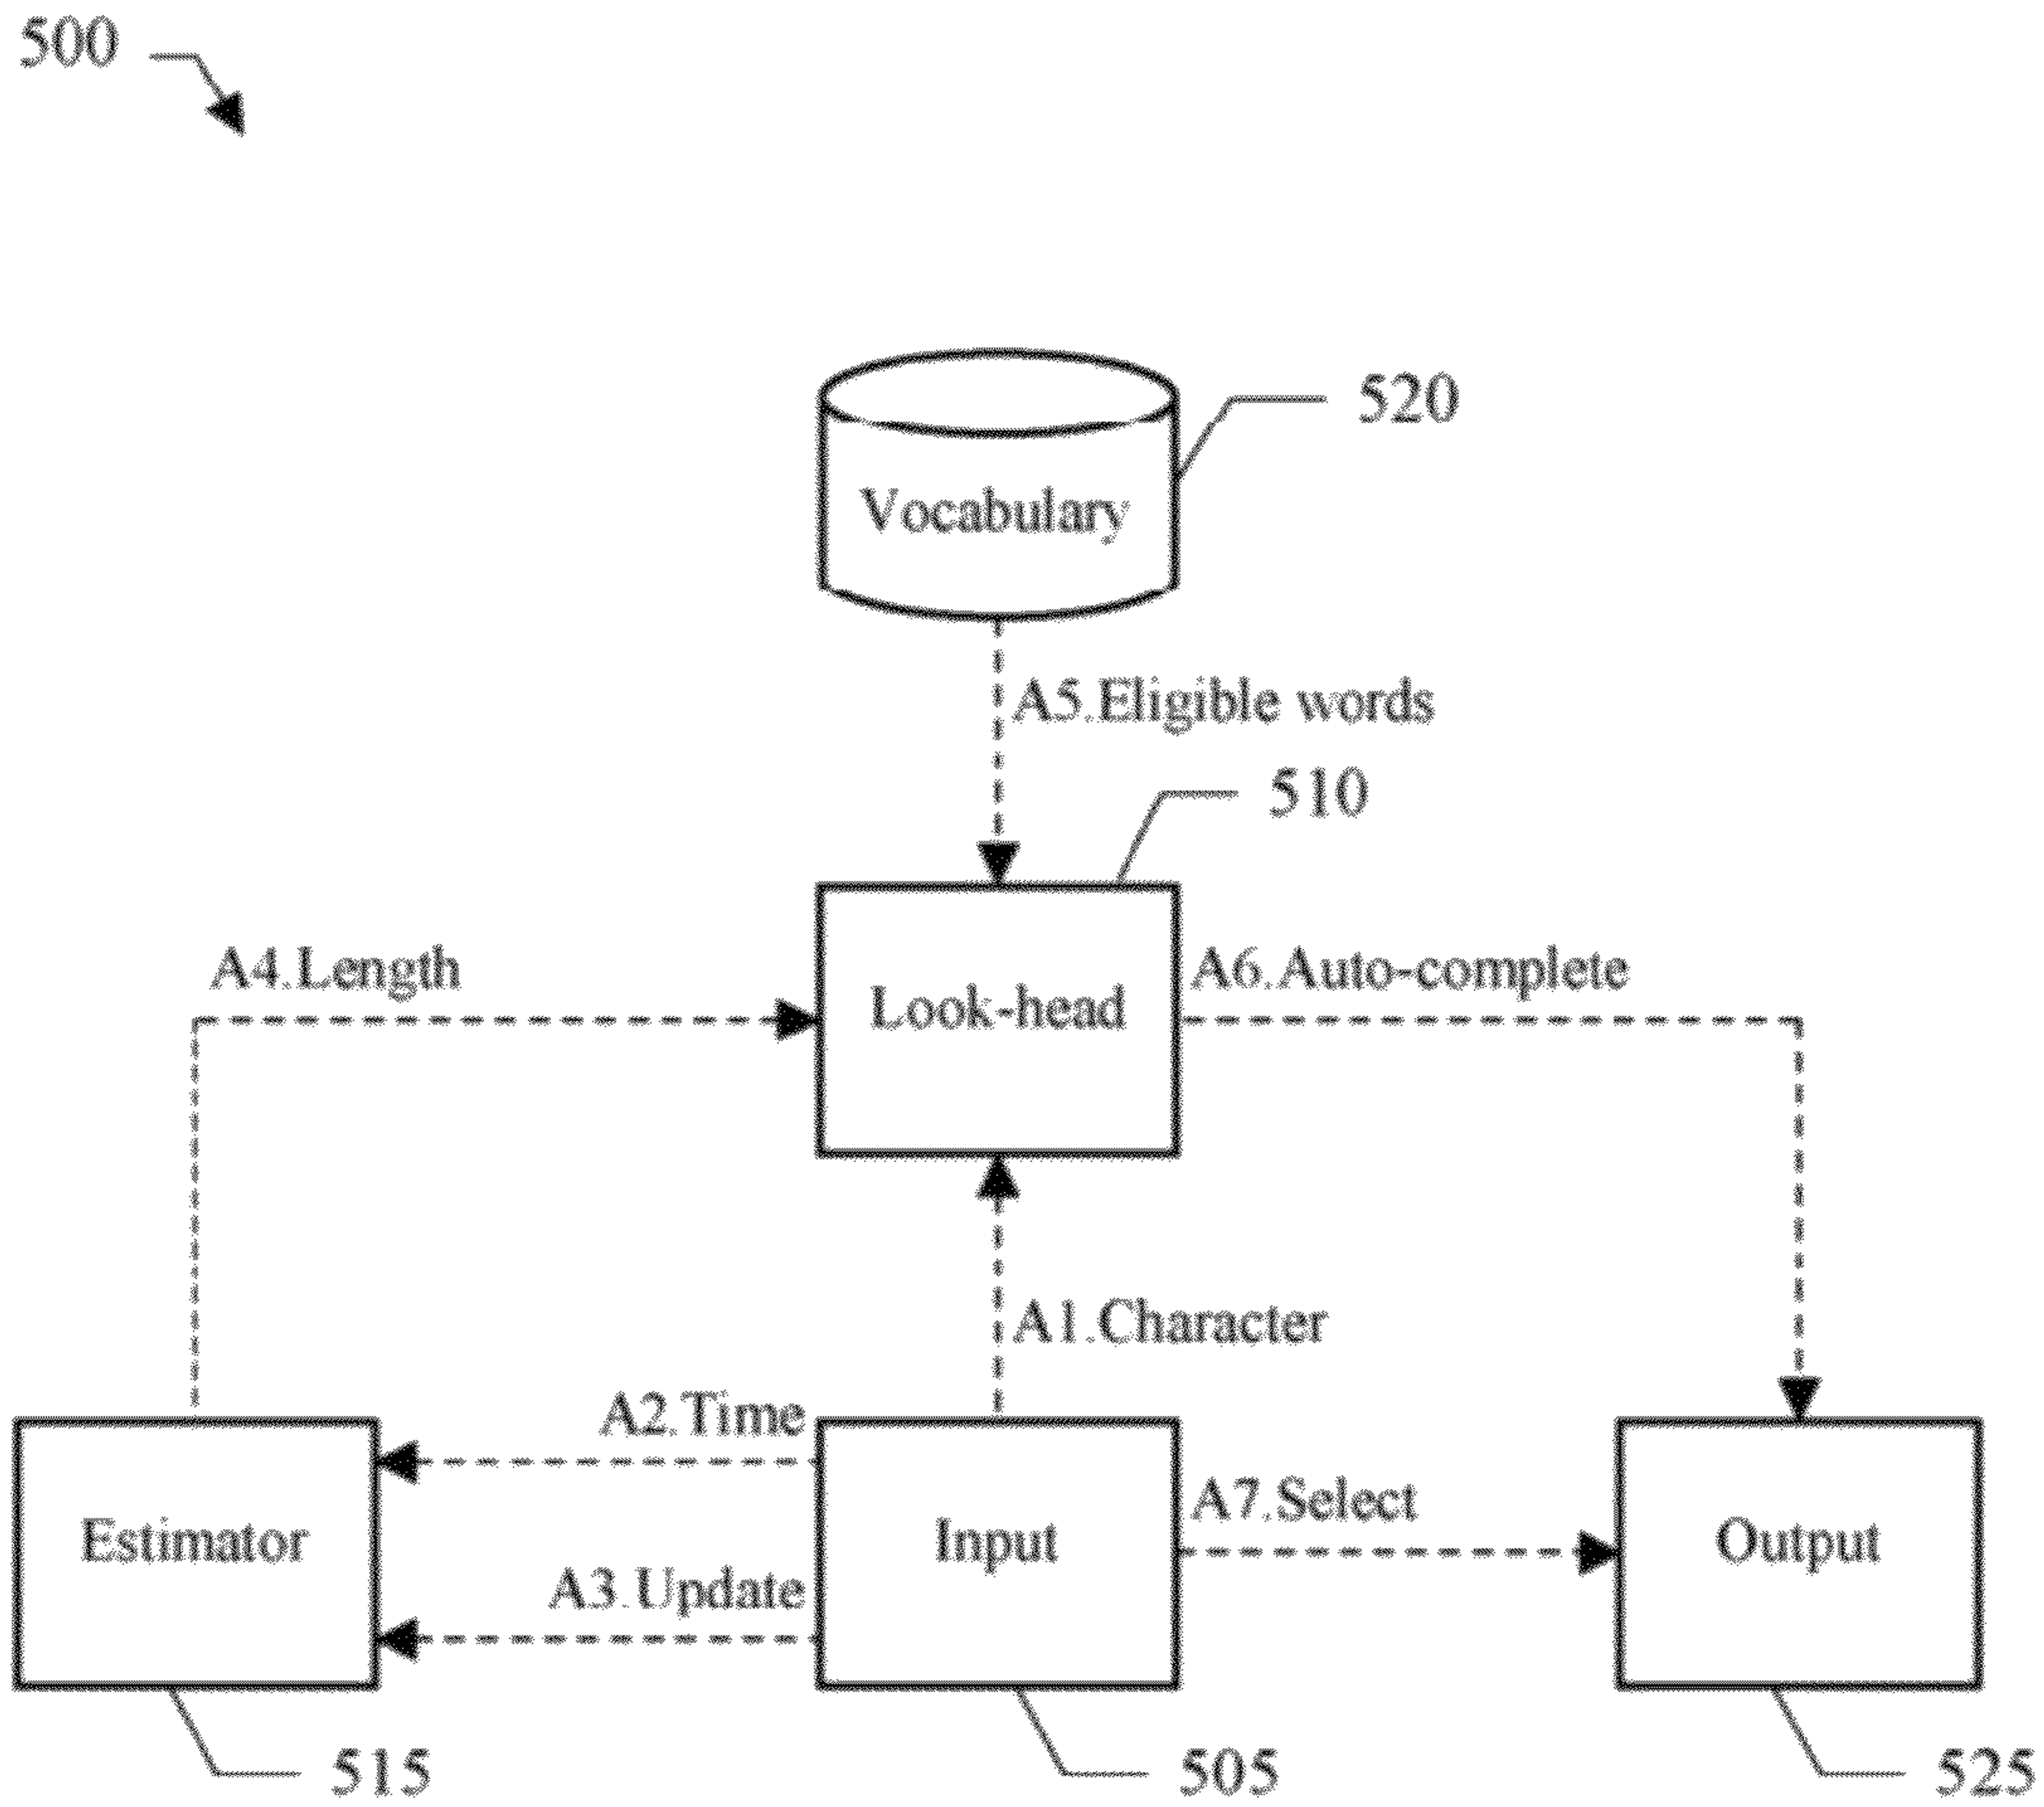 500
520
Vocabulary
A5.Eligible words
510
A4.Length
A6.Auto-complete
Look-head
A1.Character
A2.Time
A7.Select
Estimator
Input
Output
A3.Update
515
505
525